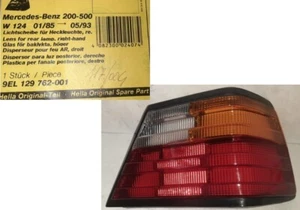 Mercedes-Benz 200-500
W 124 01/85 05/93
Lichtscheibe für Heckleuchte, re.
Lens for rear lamp, right-hand
Glas för baklykta, höger
Disperseur pour feu AR, droit
Dispersor para luz posterior, derecho
Plastica per fanale posteriore, destro
1 Stück / Piece
9EL 129 762-001
Hella Original-Teil Hella Original Spare Part